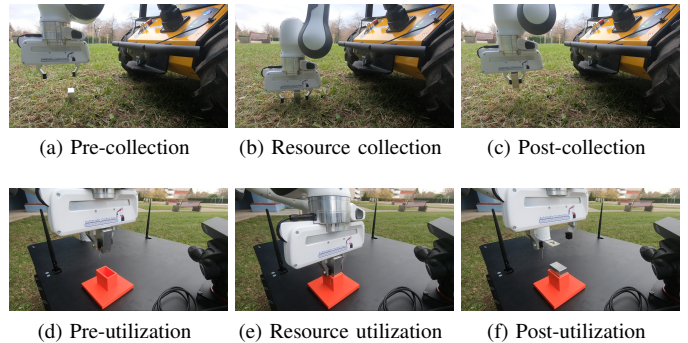 (a) Pre-collection
(b) Resource collection
(c) Post-collection
(d) Pre-utilization
(e) Resource utilization
(f) Post-utilization